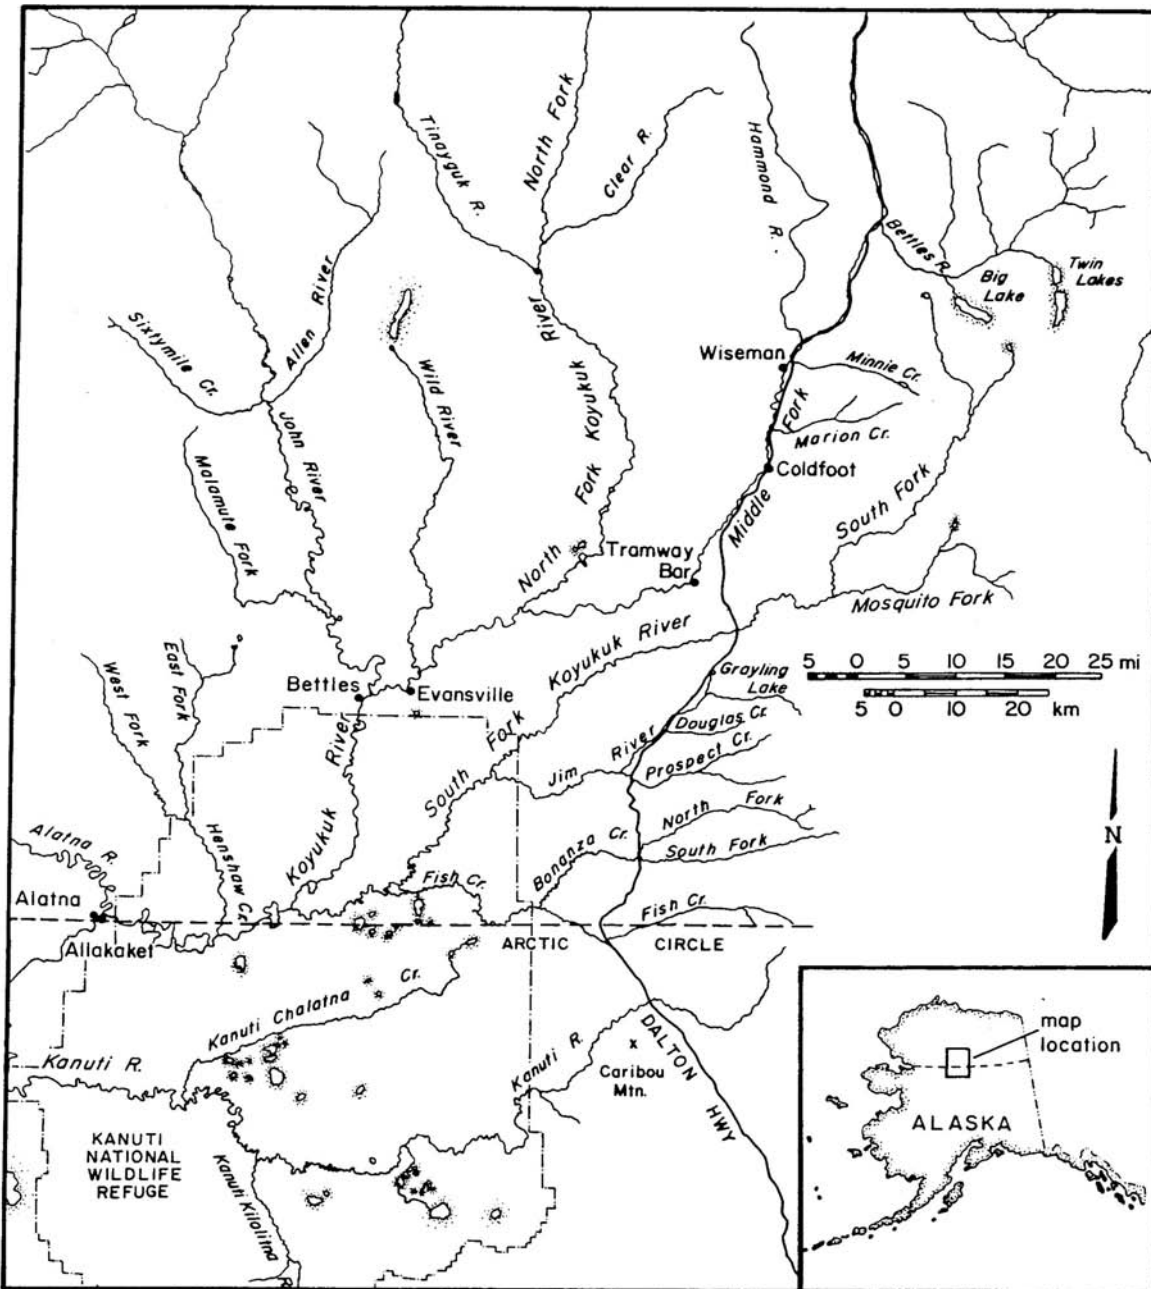 Tinayguk R.
North Fork
Clear R.
Hammond R.
Bettles R.
Big
Lake
Twin
Lakes
Sixtymile Cr.
Allen River
John River
Wild River
River
North Fork Koyukuk
Wiseman
Minnie Cr.
Marion Cr.
Coldfoot
Middle Fork
South Fork
Malamute Fork
Tramway
Bar
Mosquito Fork
West Fork
East Fork
Bettles
Evansville
South Fork Koyukuk River
Grayling
Lake
5 0 5 10 15 20 25 mi
5 0 10 20 km
Jim River
Douglas Cr.
Prospect Cr.
North Fork
South Fork
Bonanza Cr.
Koyukuk River
Henshaw Cr.
Alatna R.
Alatna
Allakaket
Fish Cr.
Fish Cr.
ARCTIC CIRCLE
N
Kanuti Chalatna Cr.
Kanuti R.
Kanuti R.
Caribou
Mtn.
DALTON HWY
KANUTI
NATIONAL
WILDLIFE
REFUGE
Kanuti Kilolitna R.
map
location
ALASKA